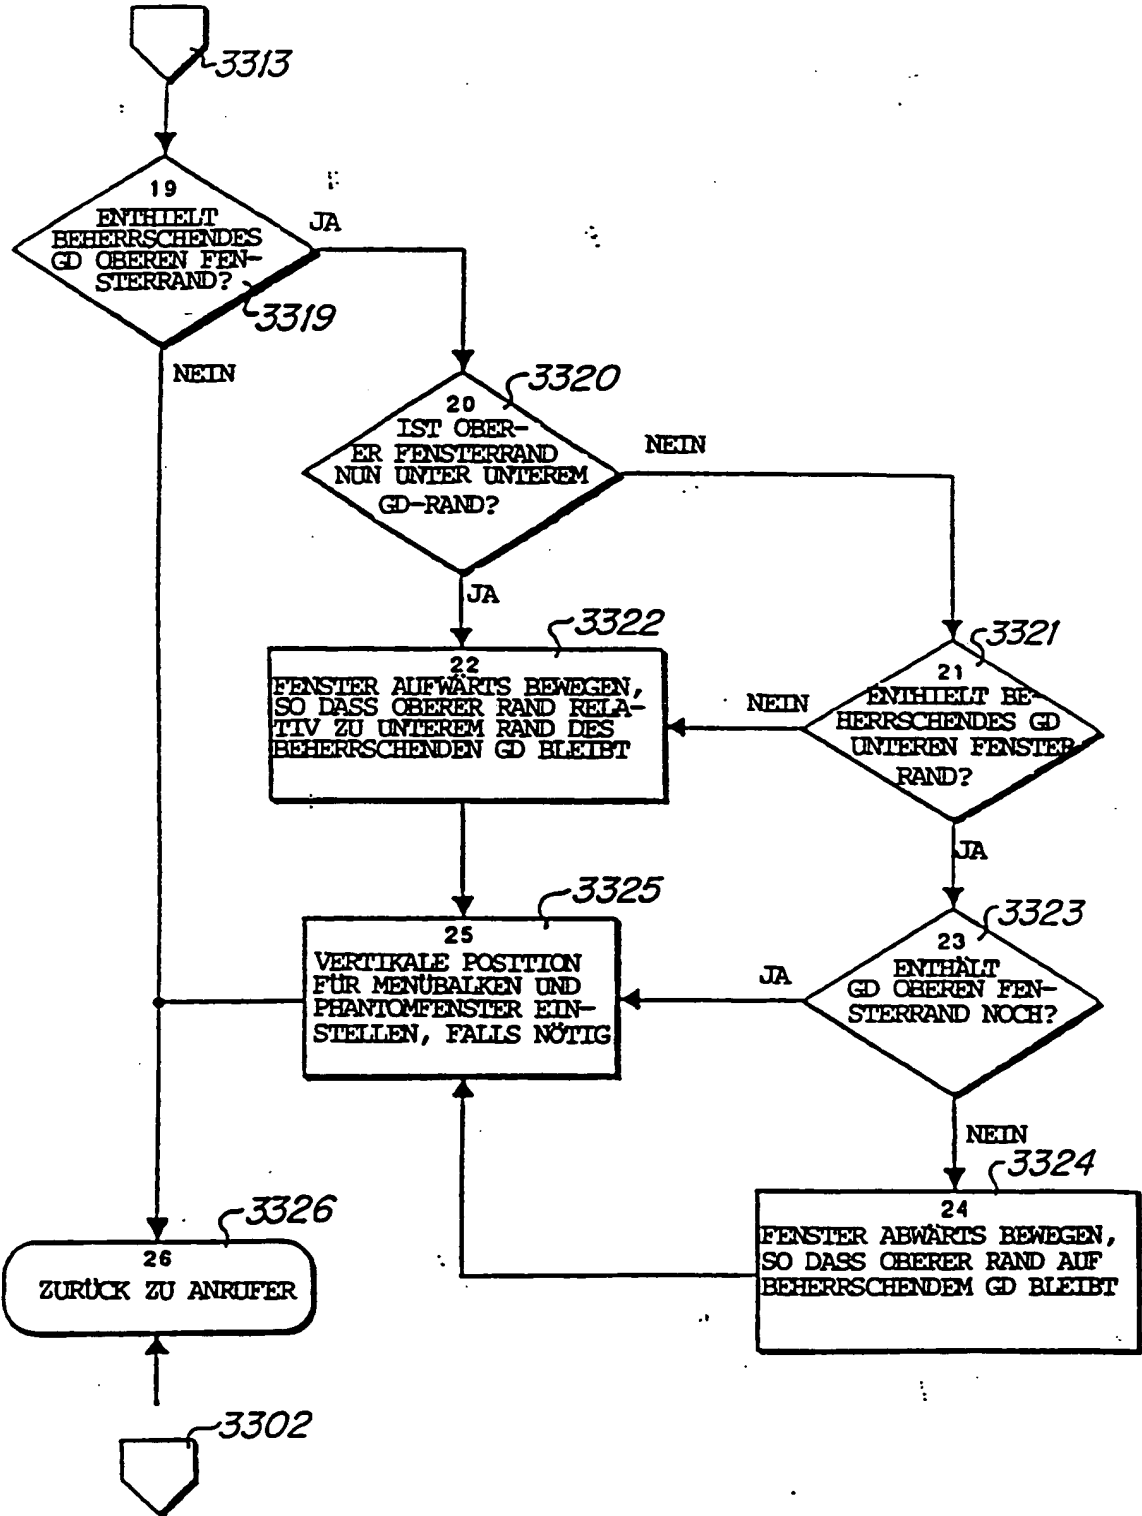 3313
19
ENTHIELT
BEHERRSCHENDES
GD OBEREN FEN-
STERRAND?
JA
3319
NEIN
3320
20
IST OBER-
ER FENSTERRAND
NUN UNTER UNTEREM
GD-RAND?
NEIN
JA
3322
22
FENSTER AUFWÄRTS BEWEGEN,
SO DASS OBERER RAND RELA-
TIV ZU UNTEREM RAND DES
BEHERRSCHENDEN GD BLEIBT
3321
21
ENTHIELT BE-
HERRSCHENDES GD
UNTEREN FENSTER
RAND?
NEIN
JA
3325
25
VERTIKALE POSITION
FÜR MENÜBALKEN UND
PHANTOMFENSTER EIN-
STELLEN, FALLS NÖTIG
3323
23
ENTHÄLT
GD OBEREN FEN-
STERRAND NOCH?
JA
NEIN
3324
24
FENSTER ABWÄRTS BEWEGEN,
SO DASS OBERER RAND AUF
BEHERRSCHENDEM GD BLEIBT
3326
26
ZURÜCK ZU ANRUFER
3302